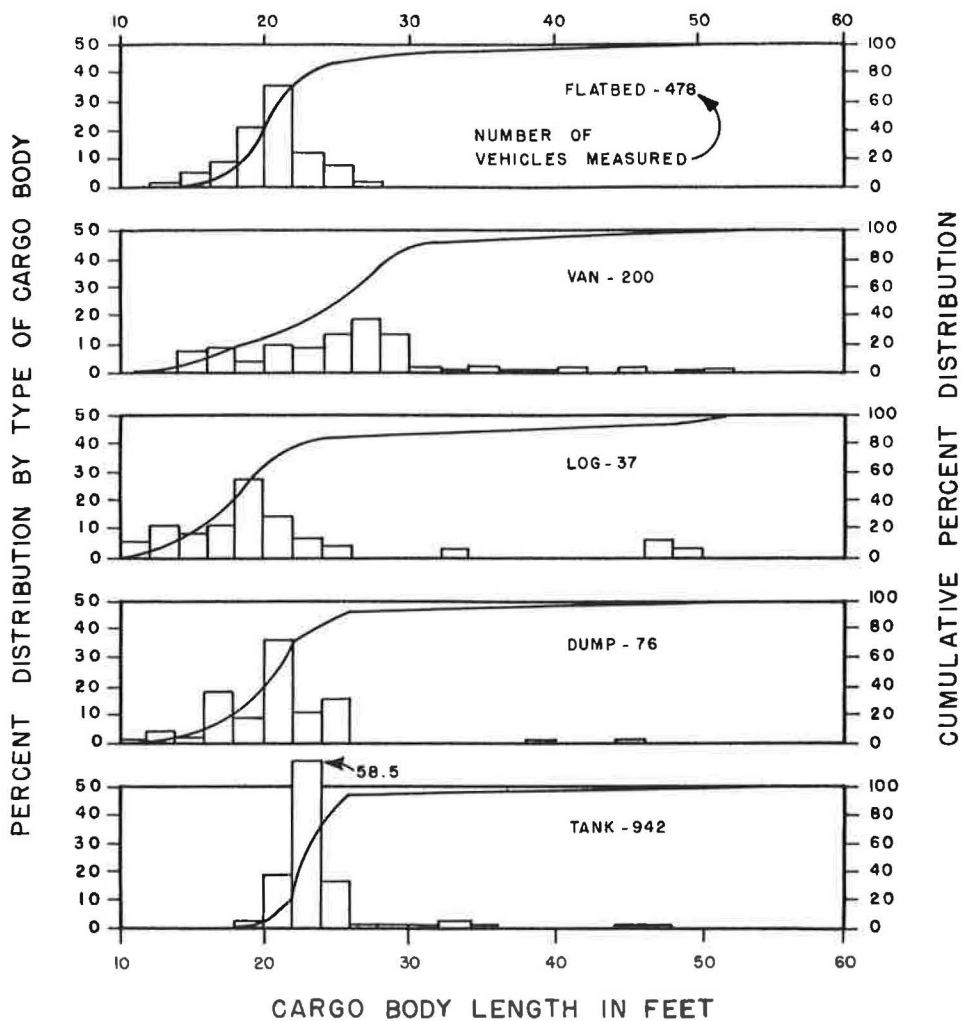 10 20 30 40 50 60
PERCENT DISTRIBUTION BY TYPE OF CARGO BODY
CUMULATIVE PERCENT DISTRIBUTION
50 100
40 80
FLATBED - 478
30 60
NUMBER OF
20 40
VEHICLES MEASURED
10 20
0 0
50 100
40 80
VAN - 200
30 60
20 40
10 20
0 0
50 100
40 80
LOG - 37
30 60
20 40
10 20
0 0
50 100
40 80
DUMP - 76
30 60
20 40
10 20
0 0
58.5
50 100
40 80
TANK - 942
30 60
20 40
10 20
0 0
10 20 30 40 50 60
CARGO BODY LENGTH IN FEET